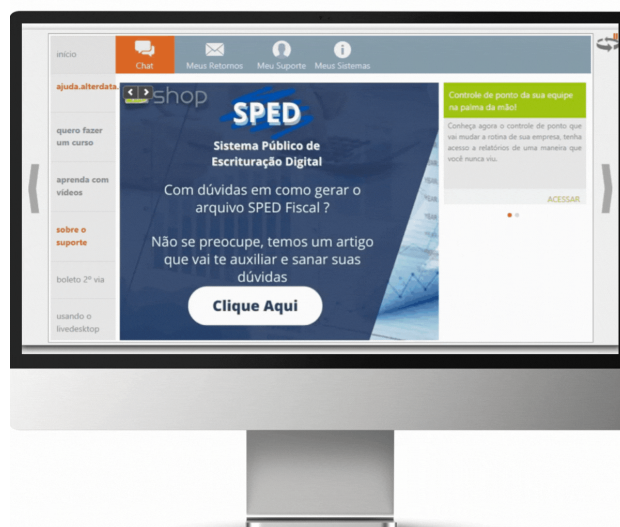 início
ajuda.alterdata.
quero fazer
um curso
aprenda com
vídeos
sobre o
suporte
boleto 2ª via
usando o
livedesktop
Chat
Meus Retornos
Meu Suporte
Meus Sistemas
shop
SPED
Sistema Público de
Escrituração Digital
Com dúvidas em como gerar o
arquivo SPED Fiscal ?
Não se preocupe, temos um artigo
que vai te auxiliar e sanar suas
dúvidas
Clique Aqui
Controle de ponto da sua equipe
na palma da mão!
Conheça agora o controle de ponto que
vai mudar a rotina de sua empresa, tenha
acesso a relatórios de uma maneira que
você nunca viu.
ACESSAR